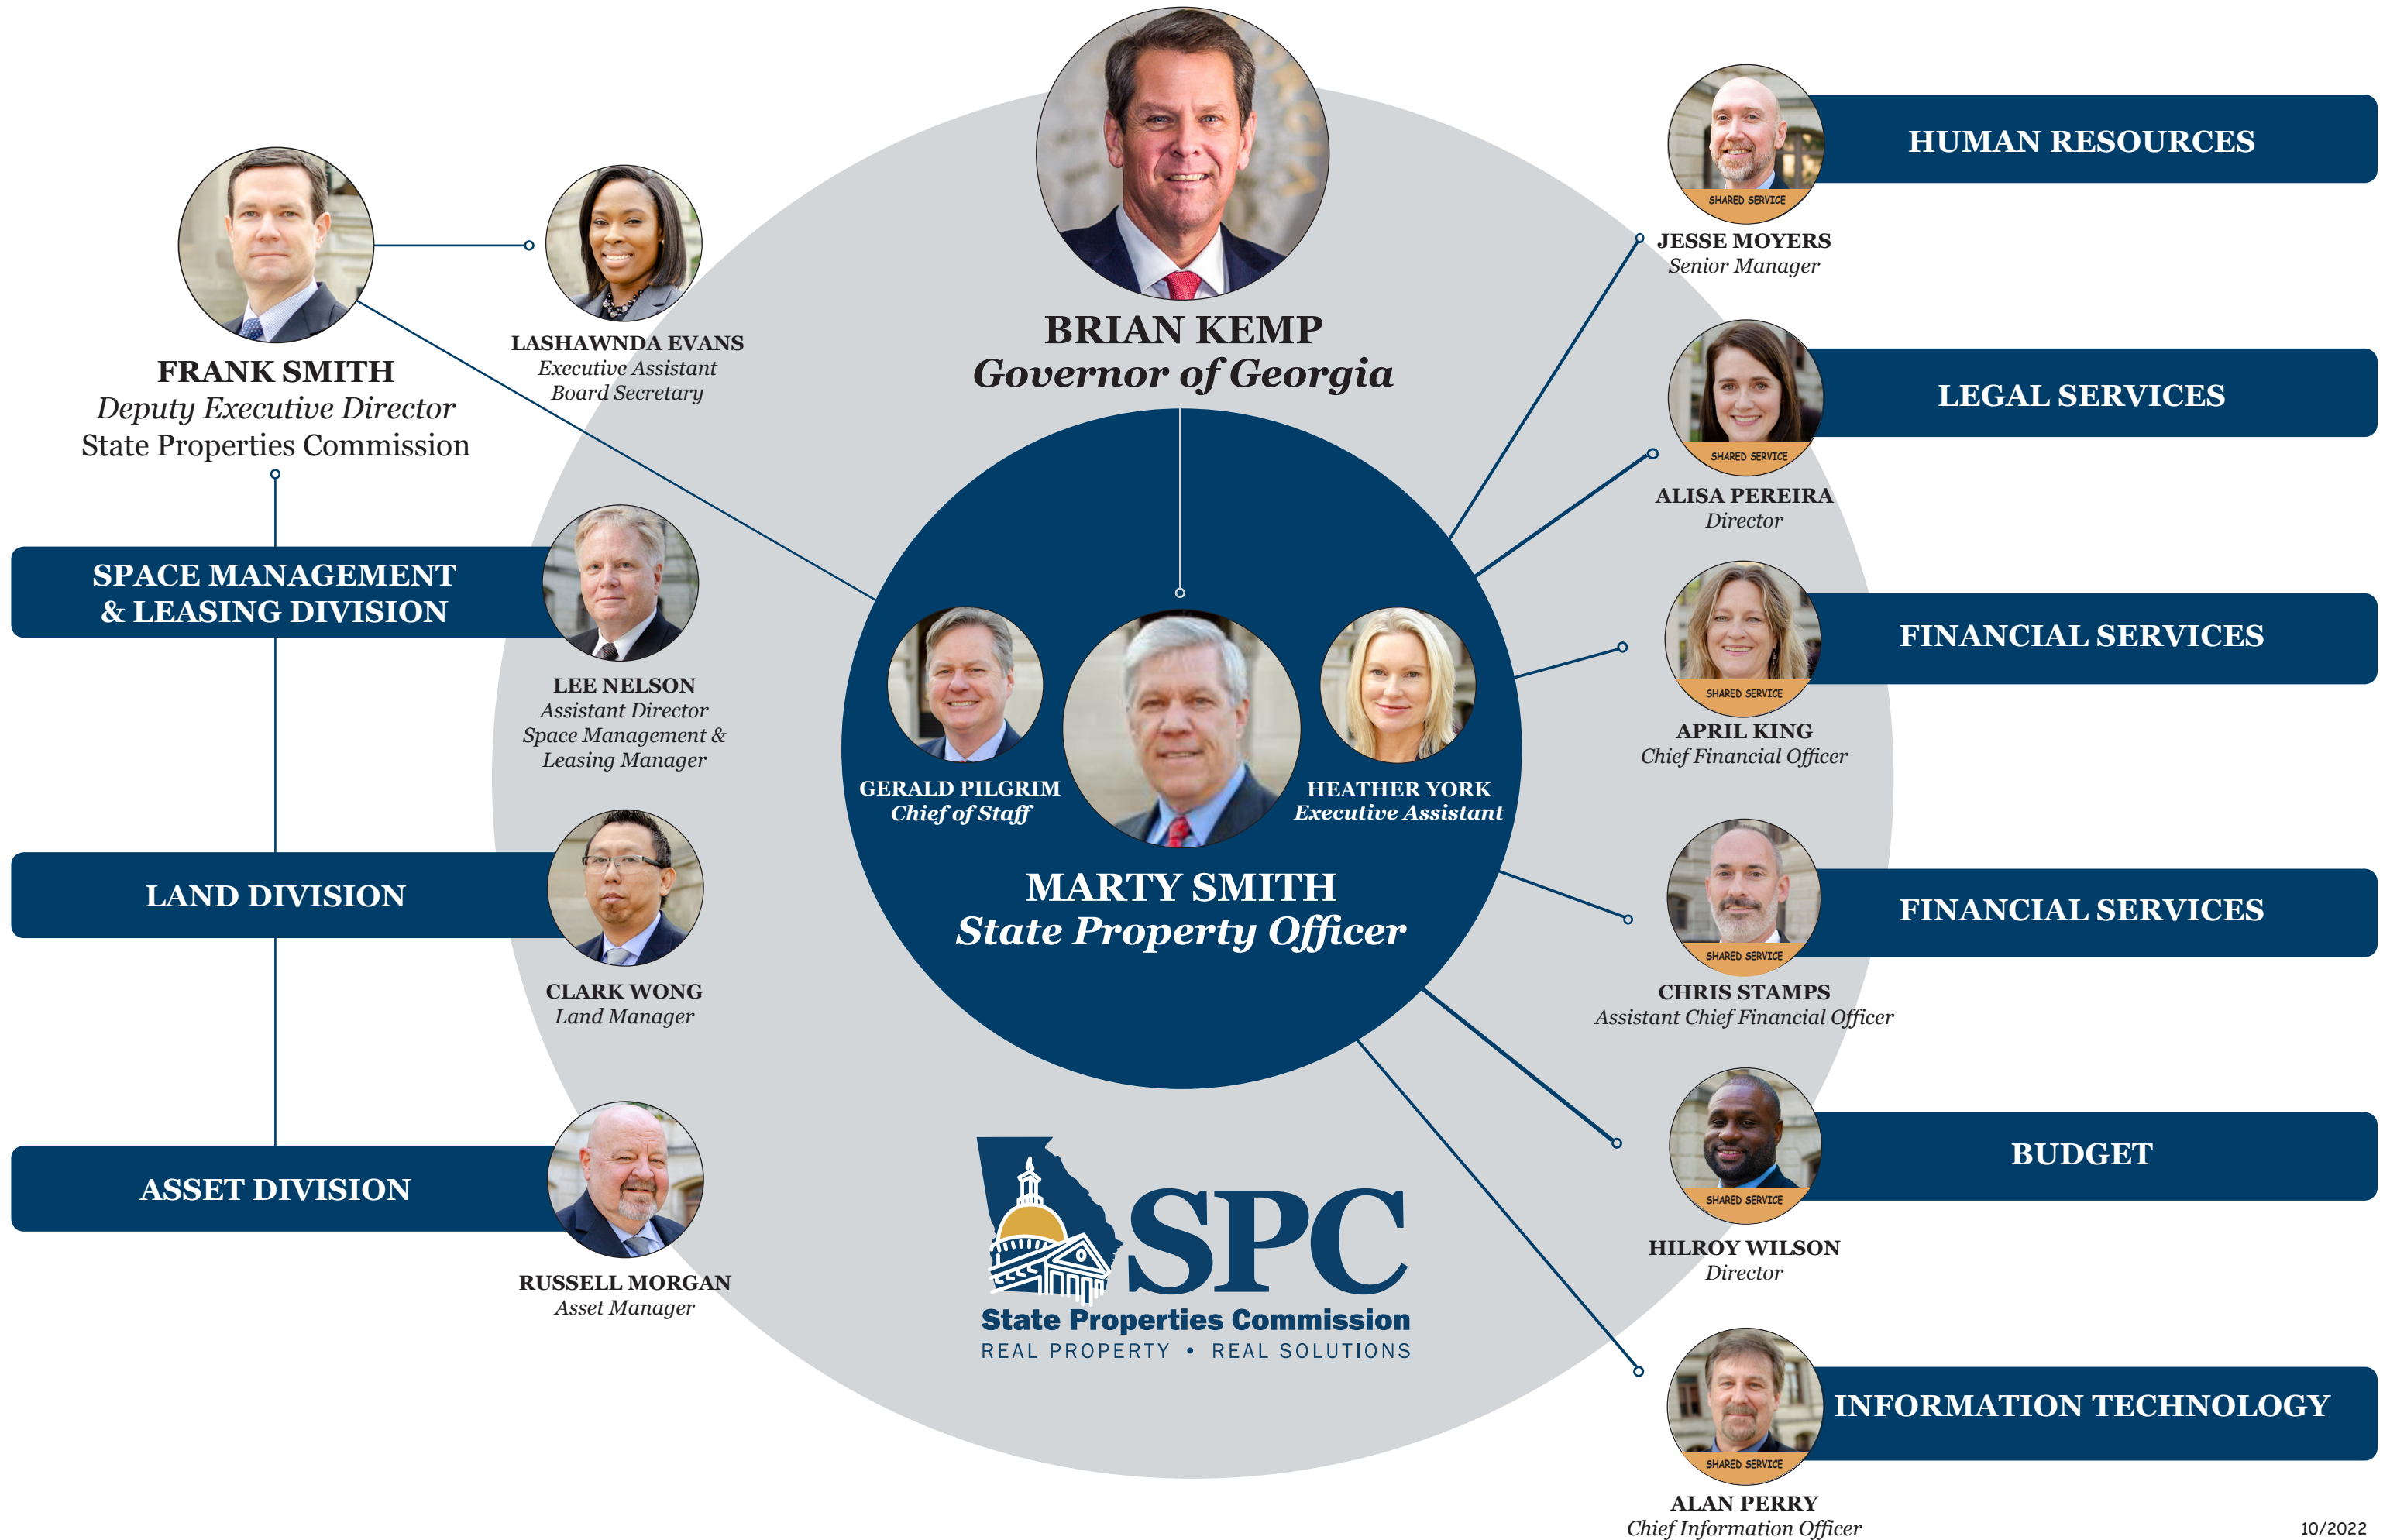 BRIAN KEMP
Governor of Georgia
FRANK SMITH
Deputy Executive Director
State Properties Commission
LASHAWNDA EVANS
Executive Assistant
Board Secretary
SPACE MANAGEMENT
& LEASING DIVISION
LEE NELSON
Assistant Director
Space Management &
Leasing Manager
LAND DIVISION
CLARK WONG
Land Manager
ASSET DIVISION
RUSSELL MORGAN
Asset Manager
GERALD PILGRIM
Chief of Staff
HEATHER YORK
Executive Assistant
MARTY SMITH
State Property Officer
SPC
State Properties Commission
REAL PROPERTY • REAL SOLUTIONS
HUMAN RESOURCES
SHARED SERVICE
JESSE MOYERS
Senior Manager
LEGAL SERVICES
SHARED SERVICE
ALISA PEREIRA
Director
FINANCIAL SERVICES
SHARED SERVICE
APRIL KING
Chief Financial Officer
FINANCIAL SERVICES
SHARED SERVICE
CHRIS STAMPS
Assistant Chief Financial Officer
BUDGET
SHARED SERVICE
HILROY WILSON
Director
INFORMATION TECHNOLOGY
SHARED SERVICE
ALAN PERRY
Chief Information Officer
10/2022